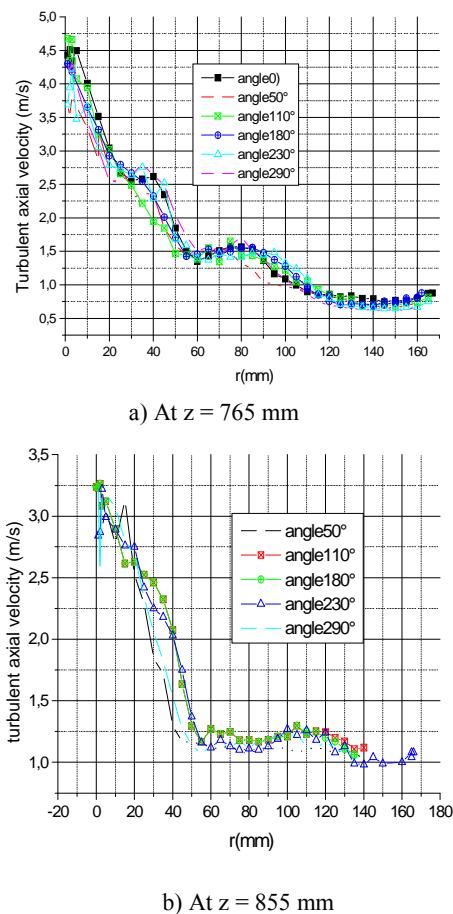 5,0
4,5
4,0
3,5
3,0
2,5
2,0
1,5
1,0
0,5
Turbulent axial velocity (m/s)
angle0)
angle50°
angle110°
angle180°
angle230°
angle290°
0 20 40 60 80 100 120 140 160
r(mm)
a) At z = 765 mm
3,5
3,0
2,5
2,0
1,5
1,0
turbulent axial velocity (m/s)
angle50°
angle110°
angle180°
angle230°
angle290°
-20 0 20 40 60 80 100 120 140 160 180
r(mm)
b) At z = 855 mm